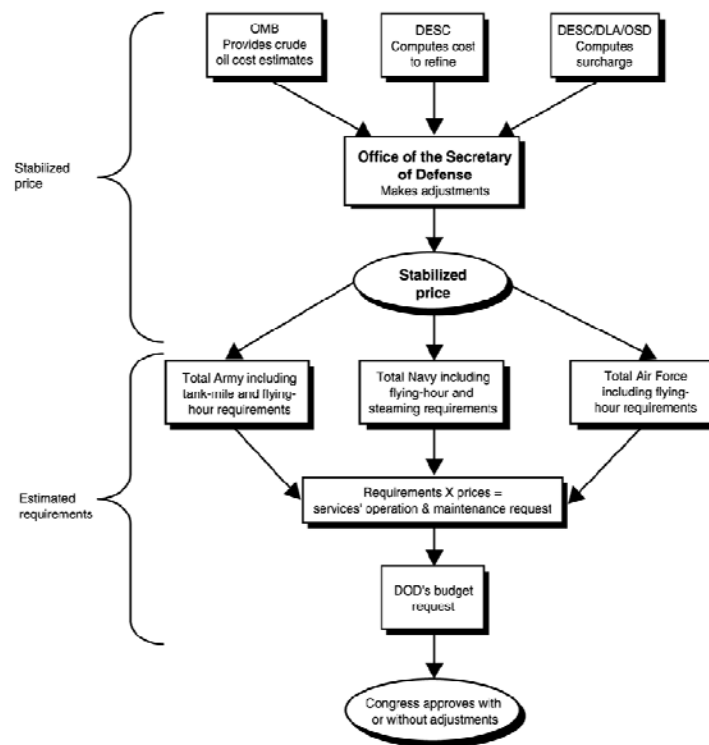 OMB
Provides crude
oil cost estimates
DESC
Computes cost
to refine
DESC/DLA/OSD
Computes
surcharge
Stabilized
price
Office of the Secretary
of Defense
Makes adjustments
Stabilized
price
Total Army including
tank-mile and flying-
hour requirements
Total Navy including
flying-hour and
steaming requirements
Total Air Force
including flying-
hour requirements
Estimated
requirements
Requirements X prices =
services' operation & maintenance request
DOD's budget
request
Congress approves with
or without adjustments